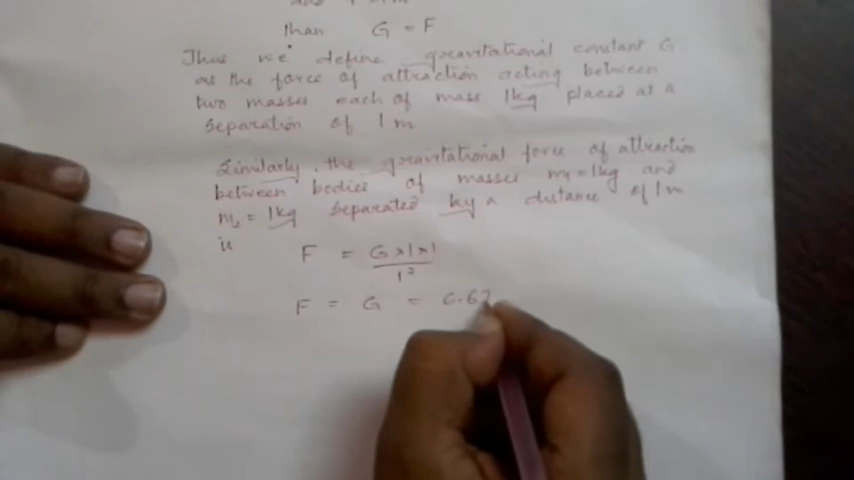 than G = F
Thus we define gravitational constant G
as the force of attraction acting between
two masses each of mass 1kg placed at a
separation of 1 m
Similarly, the gravitational force of attraction
between bodies of masses m₁ = 1kg and
m₂ = 1kg separated by a distance of 1m
is
F = G×1×1
1²
F = G = 6.67